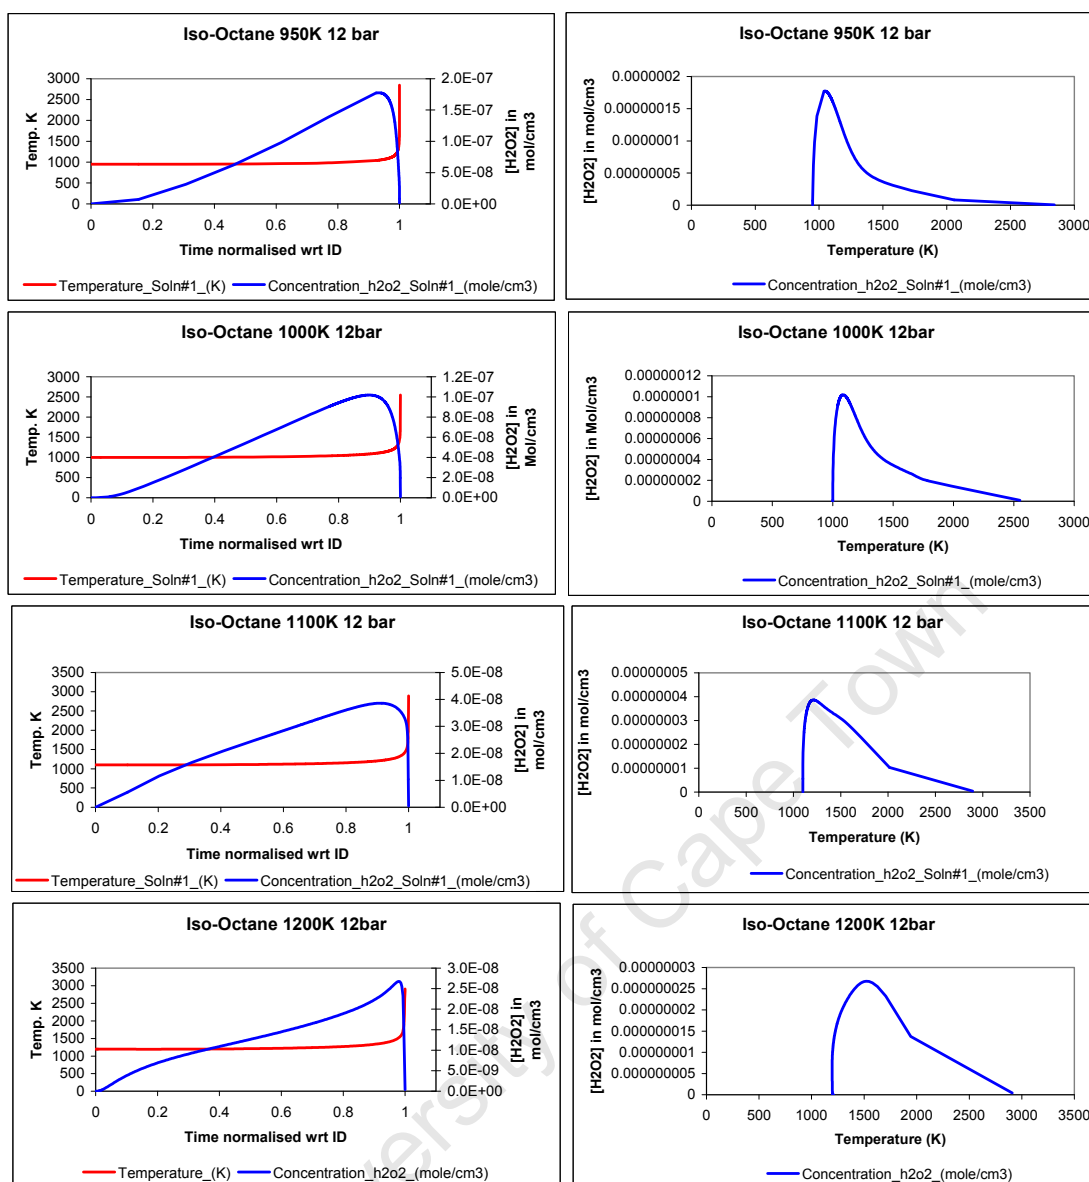 Iso-Octane 950K 12 bar
Temp. K
3000
2500
2000
1500
1000
500
0
2.0E-07
1.5E-07
1.0E-07
5.0E-08
0.0E+00
[H2O2] in
mol/cm3
0 0.2 0.4 0.6 0.8 1
Time normalised wrt ID
Temperature_Soln#1_(K) Concentration_h2o2_Soln#1_(mole/cm3)
Iso-Octane 950K 12 bar
[H2O2] in mol/cm3
0.0000002
0.00000015
0.0000001
0.00000005
0
0 500 1000 1500 2000 2500 3000
Temperature (K)
Concentration_h2o2_Soln#1_(mole/cm3)
Iso-Octane 1000K 12bar
Temp. K
3000
2500
2000
1500
1000
500
0
1.2E-07
1.0E-07
8.0E-08
6.0E-08
4.0E-08
2.0E-08
0.0E+00
[H2O2] in
Mol/cm3
0 0.2 0.4 0.6 0.8 1
Time normalised wrt ID
Temperature_Soln#1_(K) Concentration_h2o2_Soln#1_(mole/cm3)
Iso-Octane 1000K 12bar
[H2O2] in Mol/cm3
0.00000012
0.0000001
0.00000008
0.00000006
0.00000004
0.00000002
0
0 500 1000 1500 2000 2500 3000
Temperature (K)
Concentration_h2o2_Soln#1_(mole/cm3)
Iso-Octane 1100K 12 bar
Temp. K
3500
3000
2500
2000
1500
1000
500
0
5.0E-08
4.0E-08
3.0E-08
2.0E-08
1.0E-08
0.0E+00
[H2O2] in
mol/cm3
0 0.2 0.4 0.6 0.8 1
Time normalised wrt ID
Temperature_Soln#1_(K) Concentration_h2o2_Soln#1_(mole/cm3)
Iso-Octane 1100K 12 bar
[H2O2] in mol/cm3
0.00000005
0.00000004
0.00000003
0.00000002
0.00000001
0
0 500 1000 1500 2000 2500 3000 3500
Temperature (K)
Concentration_h2o2_Soln#1_(mole/cm3)
Iso-Octane 1200K 12bar
Temp. K
3500
3000
2500
2000
1500
1000
500
0
3.0E-08
2.5E-08
2.0E-08
1.5E-08
1.0E-08
5.0E-09
0.0E+00
[H2O2] in
mol/cm3
0 0.2 0.4 0.6 0.8 1
Time normalised wrt ID
Temperature_(K) Concentration_h2o2_(mole/cm3)
Iso-Octane 1200K 12bar
[H2O2] in mol/cm3
0.00000003
0.000000025
0.00000002
0.000000015
0.00000001
0.000000005
0
0 500 1000 1500 2000 2500 3000 3500
Temperature (K)
Concentration_h2o2_(mole/cm3)
ersity of Cape Town